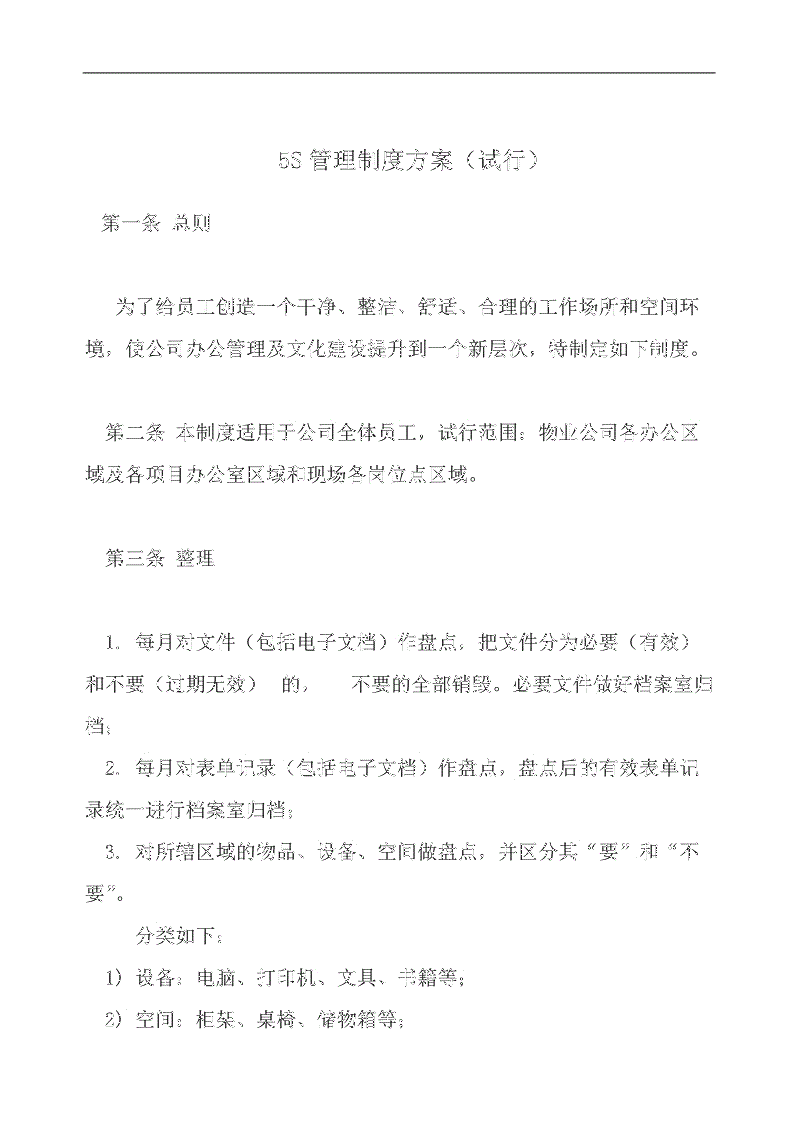 5S 管理制度方案（试行）
第一条 总则
为了给员工创造一个干净、整洁、舒适、合理的工作场所和空间环
境，使公司办公管理及文化建设提升到一个新层次，特制定如下制度。
第二条 本制度适用于公司全体员工，试行范围：物业公司各办公区
域及各项目办公室区域和现场各岗位点区域。
第三条 整理
1. 每月对文件（包括电子文档）作盘点，把文件分为必要（有效）
和不要（过期无效） 的， 不要的全部销毁。必要文件做好档案室归
档；
2. 每月对表单记录（包括电子文档）作盘点，盘点后的有效表单记
录统一进行档案室归档；
3. 对所辖区域的物品、设备、空间做盘点，并区分其“要”和“不
要”。
分类如下：
1) 设备：电脑、打印机、文具、书籍等；
2) 空间：柜架、桌椅、储物箱等；